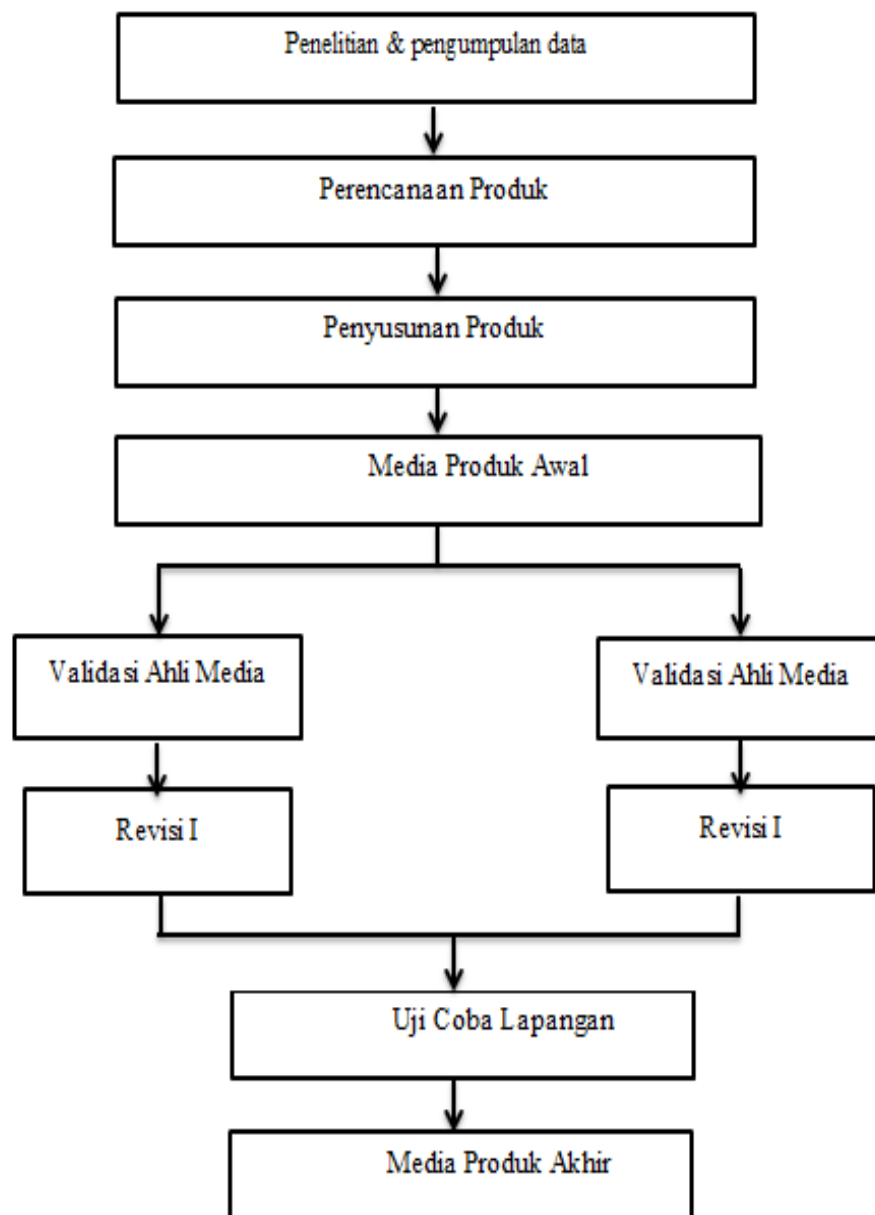 Penelitian & pengumpulan data
Perencanaan Produk
Penyusunan Produk
Media Produk Awal
Validasi Ahli Media
Validasi Ahli Media
Revisi I
Revisi I
Uji Coba Lapangan
Media Produk Akhir